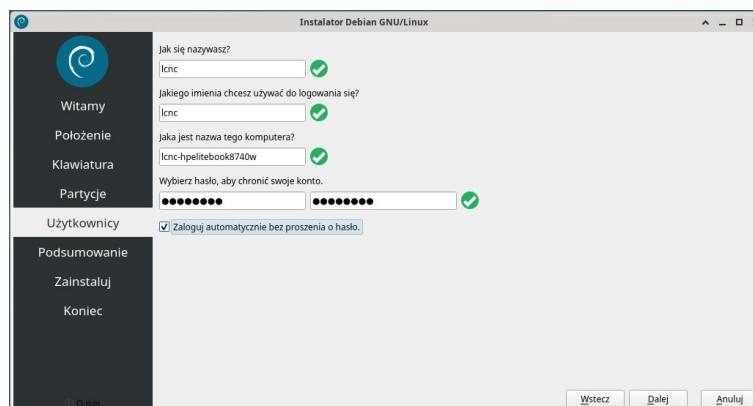 Instalator Debian GNU/Linux
Jak się nazywasz?
lcnc
Jakiego imienia chcesz używać do logowania się?
lcnc
Jaka jest nazwa tego komputera?
lcnc-hpelitebook8740w
Wybierz hasło, aby chronić swoje konto.
●●●●●●●● ●●●●●●●●
Zaloguj automatycznie bez proszenia o hasło.
Witamy
Położenie
Klawiatura
Partycje
Użytkownicy
Podsumowanie
Zainstaluj
Koniec
O nas
Wstecz Dalej Anuluj